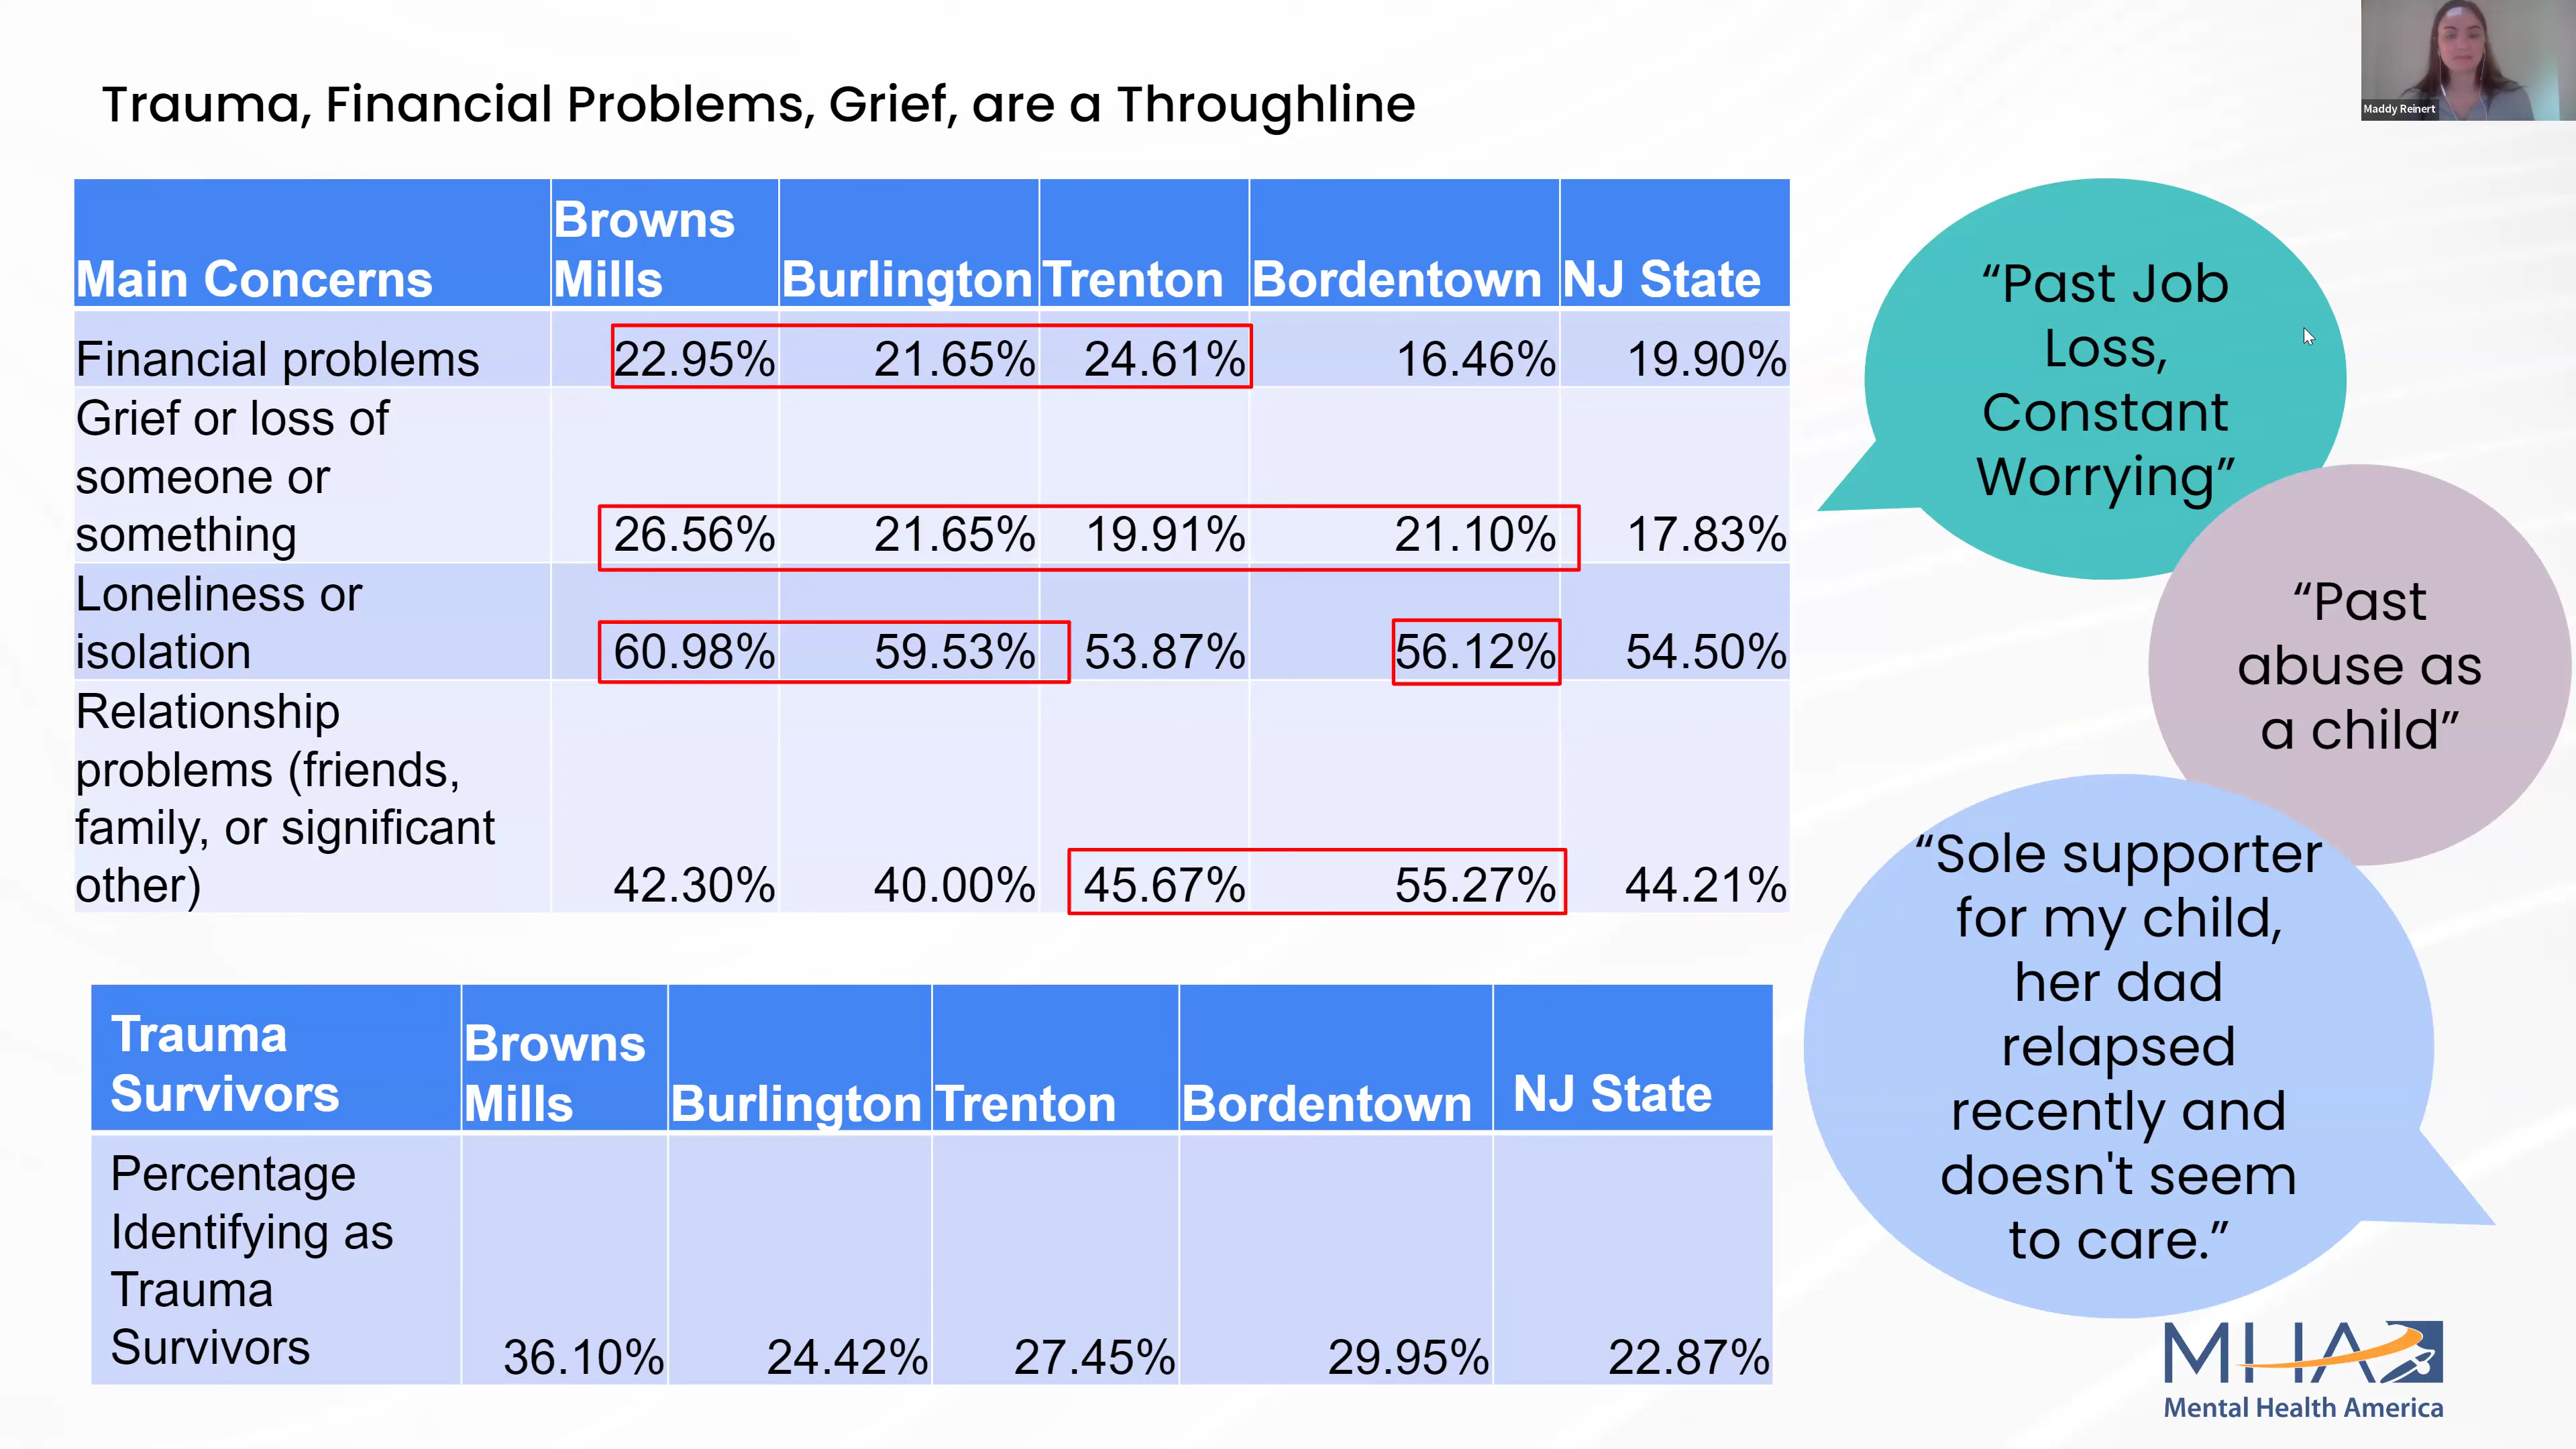 Maddy Reinert
Trauma, Financial Problems, Grief, are a Throughline
Main Concerns Browns Mills Burlington Trenton Bordentown NJ State
Financial problems 22.95% 21.65% 24.61% 16.46% 19.90%
Grief or loss of
someone or
something 26.56% 21.65% 19.91% 21.10% 17.83%
Loneliness or
isolation 60.98% 59.53% 53.87% 56.12% 54.50%
Relationship
problems (friends,
family, or significant
other) 42.30% 40.00% 45.67% 55.27% 44.21%
Trauma
Survivors Browns Mills Burlington Trenton Bordentown NJ State
Percentage
Identifying as
Trauma
Survivors 36.10% 24.42% 27.45% 29.95% 22.87%
“Past Job
Loss,
Constant
Worrying”
“Past
abuse as
a child”
“Sole supporter
for my child,
her dad
relapsed
recently and
doesn't seem
to care.”
MHA
Mental Health America